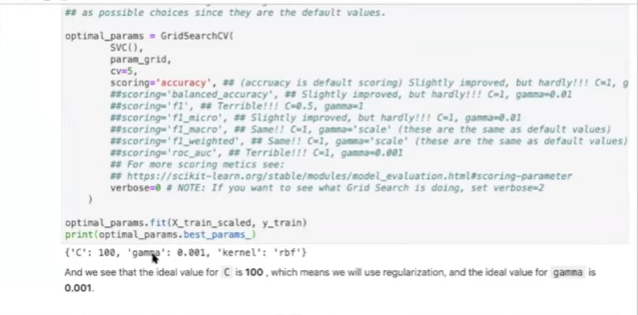 ## as possible choices since they are the default values.
optimal_params = GridSearchCV(
SVC(),
param_grid,
cv=5,
scoring='accuracy', ## (accruacy is default scoring) Slightly improved, but hardly!!! C=1, g
##scoring='balanced_accuracy', ## Slightly improved, but hardly!!! C=1, gamma=0.01
##scoring='f1', ## Terrible!!! C=0.5, gamma=1
##scoring='f1_micro', ## Slightly improved, but hardly!!! C=1, gamma=0.01
##scoring='f1_macro', ## Same!! C=1, gamma='scale' (these are the same as default values)
##scoring='f1_weighted', ## Same!! C=1, gamma='scale' (these are the same as default values)
##scoring='roc_auc', ## Terrible!!! C=1, gamma=0.001
## For more scoring metics see:
## https://scikit-learn.org/stable/modules/model_evaluation.html#scoring-parameter
verbose=0 # NOTE: If you want to see what Grid Search is doing, set verbose=2
)
optimal_params.fit(X_train_scaled, y_train)
print(optimal_params.best_params_)
{'C': 100, 'gamma': 0.001, 'kernel': 'rbf'}
And we see that the ideal value for C is 100 , which means we will use regularization, and the ideal value for gamma is
0.001.